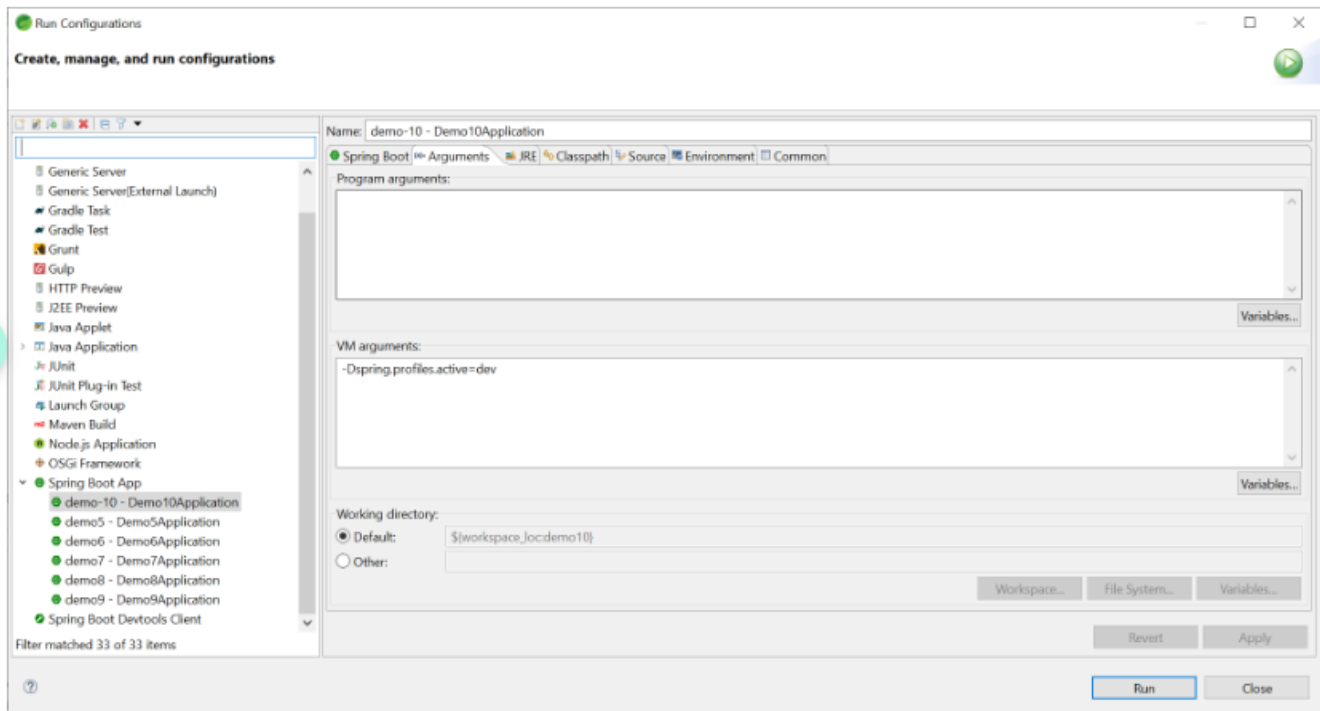 Run Configurations
Create, manage, and run configurations
Name: demo-10 - Demo10Application
Spring Boot Arguments JRE Classpath Source Environment Common
Generic Server
Generic Server(External Launch)
Gradle Task
Gradle Test
Grunt
Gulp
HTTP Preview
J2EE Preview
Java Applet
Java Application
JUnit
JUnit Plug-in Test
Launch Group
Maven Build
Node.js Application
OSGi Framework
Spring Boot App
demo-10 - Demo10Application
demo5 - Demo5Application
demo6 - Demo6Application
demo7 - Demo7Application
demo8 - Demo8Application
demo9 - Demo9Application
Spring Boot Devtools Client
Filter matched 33 of 33 items
Program arguments:
Variables...
VM arguments:
-Dspring.profiles.active=dev
Variables...
Working directory:
Default: ${workspace_loc:demo10}
Other:
Workspace... File System... Variables...
Revert Apply
Run Close